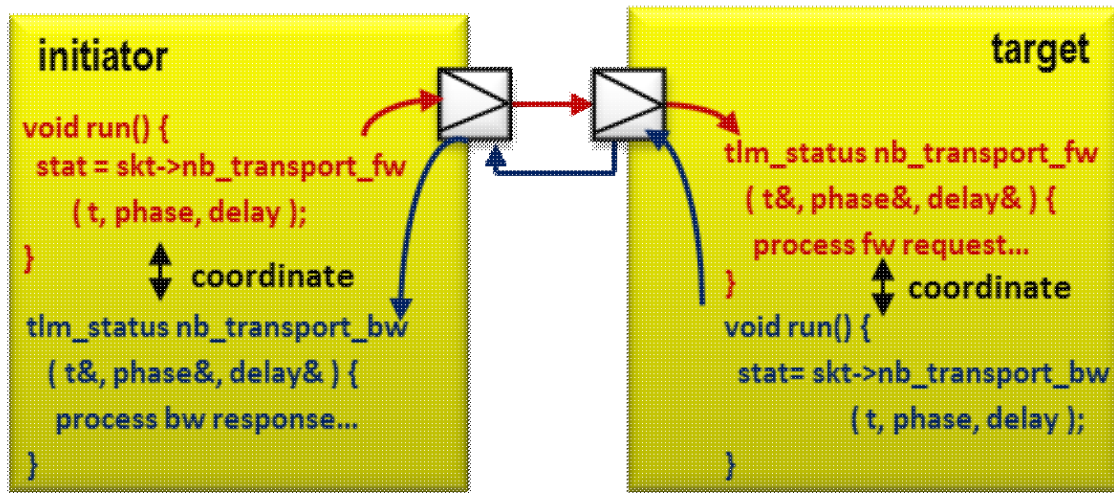 initiator
void run() {
stat = skt->nb_transport_fw
( t, phase, delay );
}
coordinate
tlm_status nb_transport_bw
( t&, phase&, delay& ) {
process bw response...
}
target
tlm_status nb_transport_fw
( t&, phase&, delay& ) {
process fw request...
}
coordinate
void run() {
stat= skt->nb_transport_bw
( t, phase, delay );
}